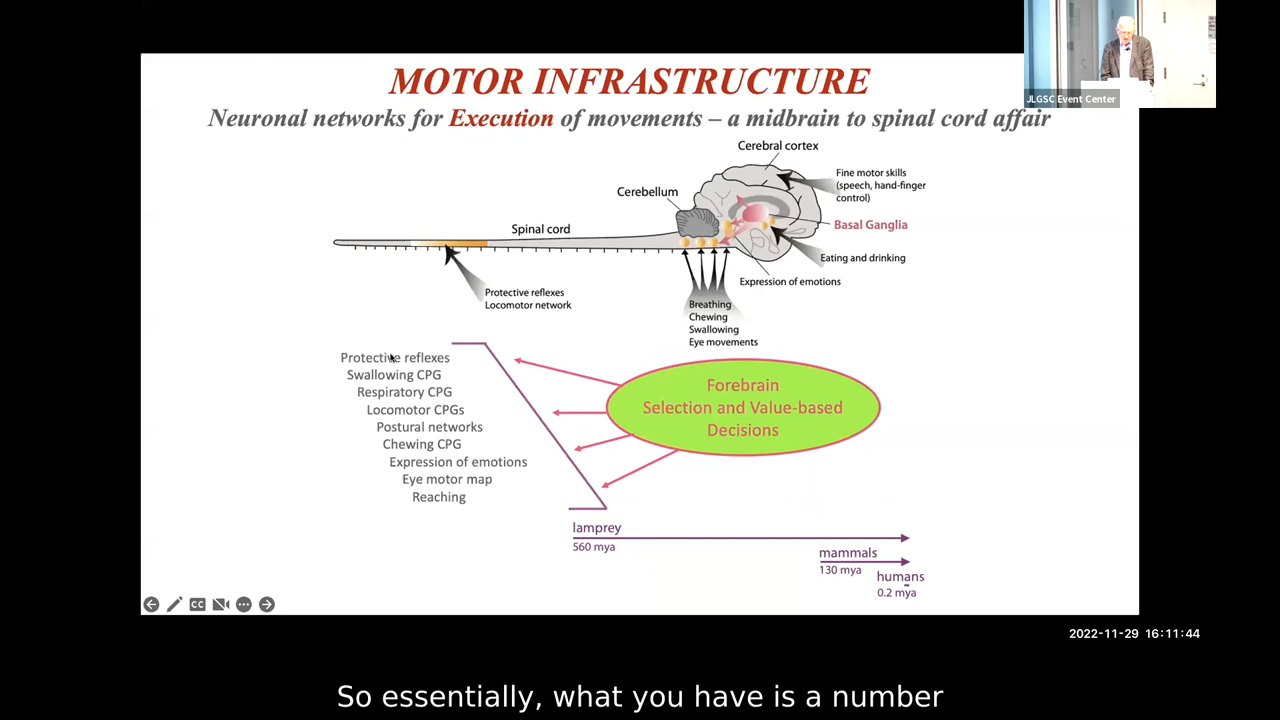 MOTOR INFRASTRUCTURE
Neuronal networks for Execution of movements – a midbrain to spinal cord affair
JLGSC Event Center
Cerebral cortex
Fine motor skills
(speech, hand-finger
control)
Cerebellum
Basal Ganglia
Spinal cord
Eating and drinking
Expression of emotions
Protective reflexes
Locomotor network
Breathing
Chewing
Swallowing
Eye movements
Protective reflexes
Swallowing CPG
Respiratory CPG
Locomotor CPGs
Postural networks
Chewing CPG
Expression of emotions
Eye motor map
Reaching
Forebrain
Selection and Value-based
Decisions
lamprey
560 mya
mammals
130 mya
humans
0.2 mya
CC
2022-11-29 16:11:44
So essentially, what you have is a number